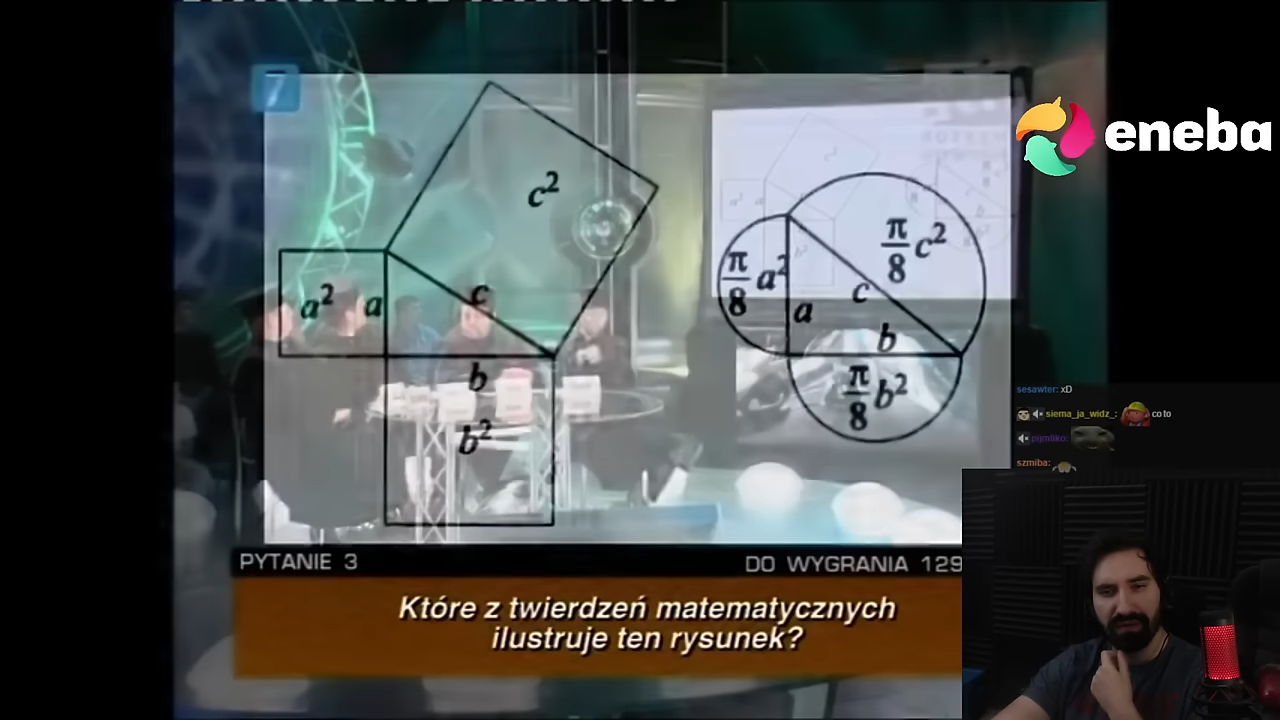 7
eneba
c²
a²
a
c
b
b²
π/8 a²
a
c
π/8 c²
b
π/8 b²
sesawter: xD
siema_ja_widz_: co to
pijmliko:
szmiba:
PYTANIE 3
DO WYGRANIA 129
Które z twierdzeń matematycznych
ilustruje ten rysunek?